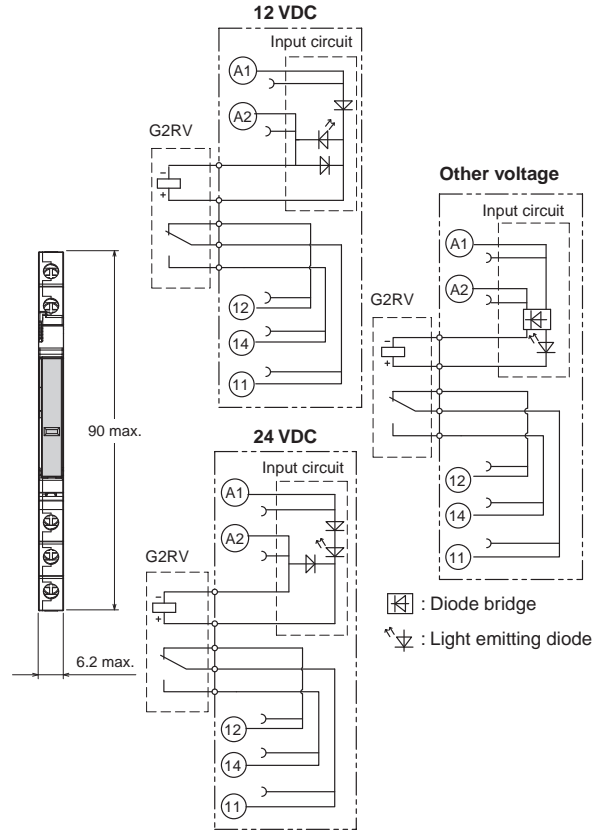 12 VDC
Input circuit
A1
A2
G2RV
−
+
12
14
11
Other voltage
Input circuit
A1
A2
G2RV
−
+
12
14
11
90 max.
6.2 max.
24 VDC
Input circuit
A1
A2
G2RV
−
+
12
14
11
: Diode bridge
: Light emitting diode